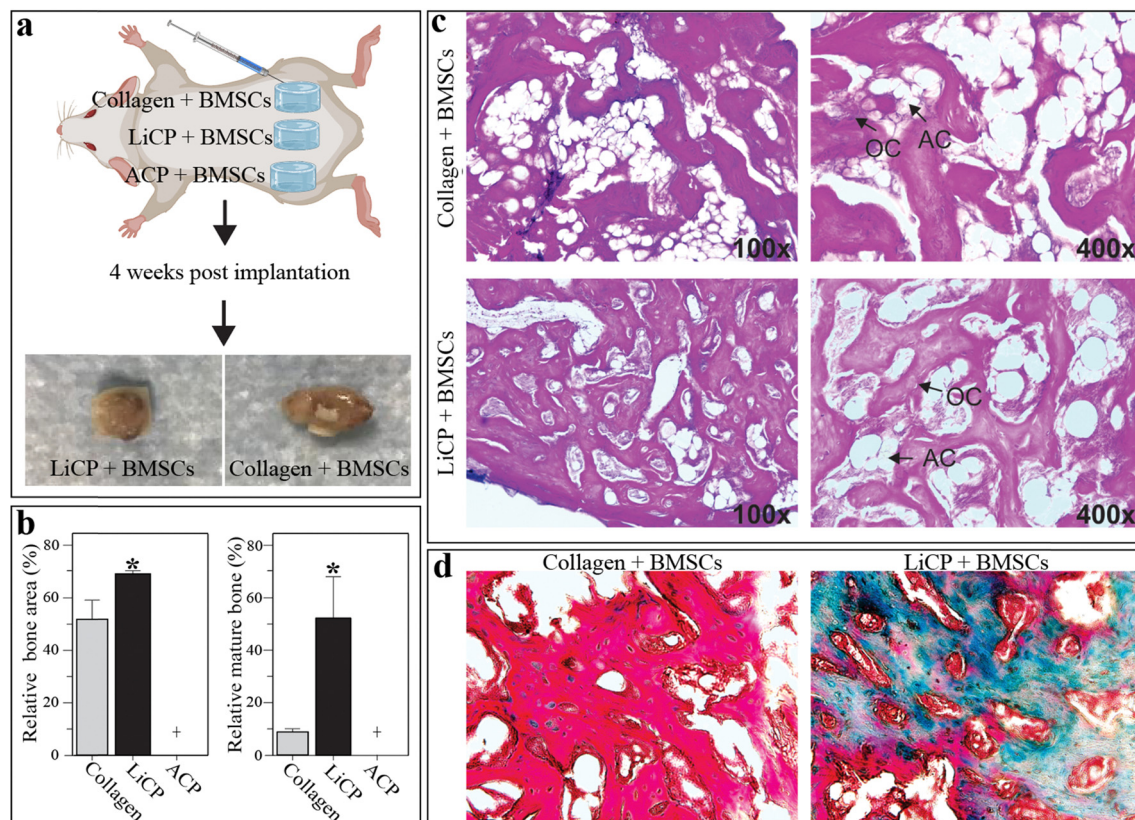 a
Collagen + BMSCs
LiCP + BMSCs
ACP + BMSCs
4 weeks post implantation
LiCP + BMSCs
Collagen + BMSCs
b
Relative bone area (%)
80
60
40
20
0
Collagen
LiCP
ACP
*
+
Relative mature bone (%)
80
60
40
20
0
Collagen
LiCP
ACP
*
+
c
Collagen + BMSCs
100x
OC
AC
400x
LiCP + BMSCs
100x
OC
AC
400x
d
Collagen + BMSCs
LiCP + BMSCs